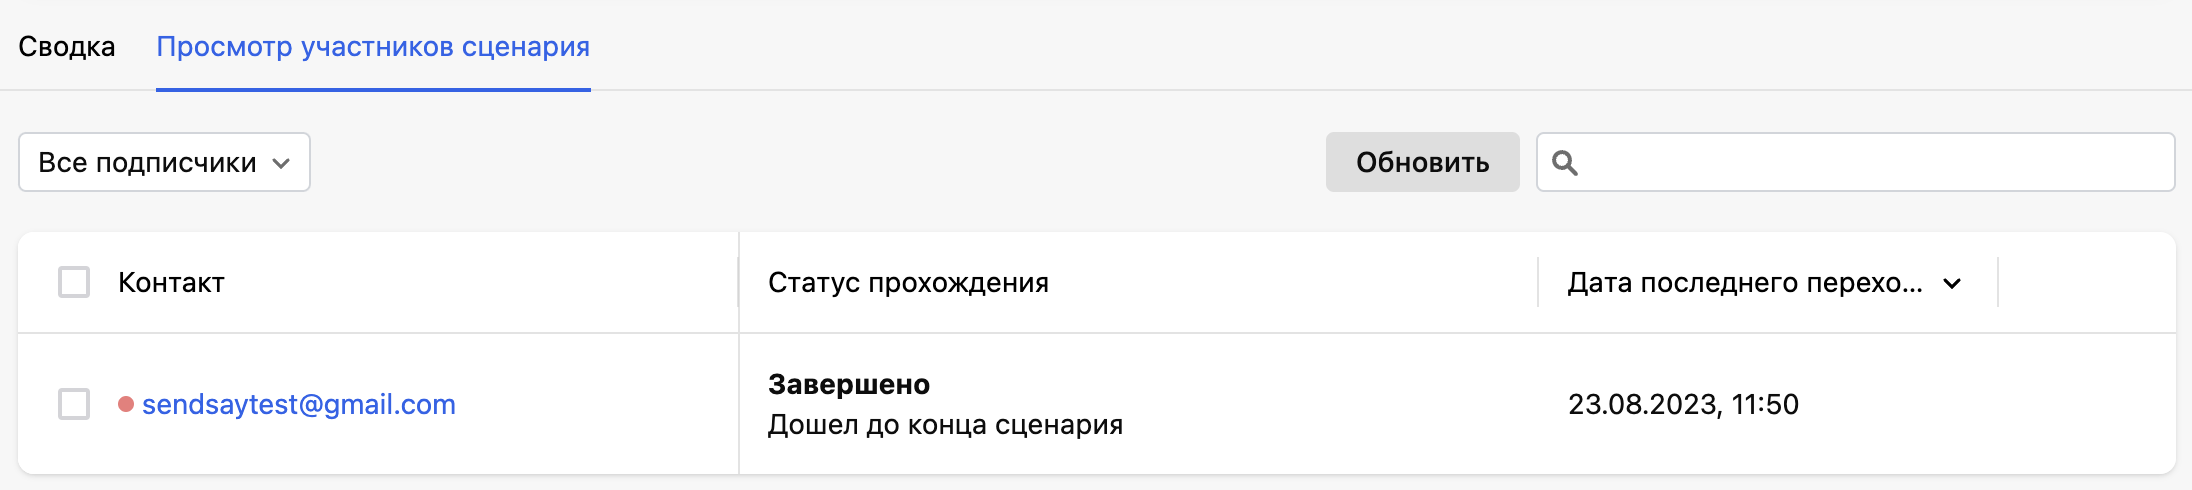 Сводка Просмотр участников сценария
Все подписчики Обновить
Контакт Статус прохождения Дата последнего перехо...
sendsaytest@gmail.com Завершено 23.08.2023, 11:50
Дошел до конца сценария